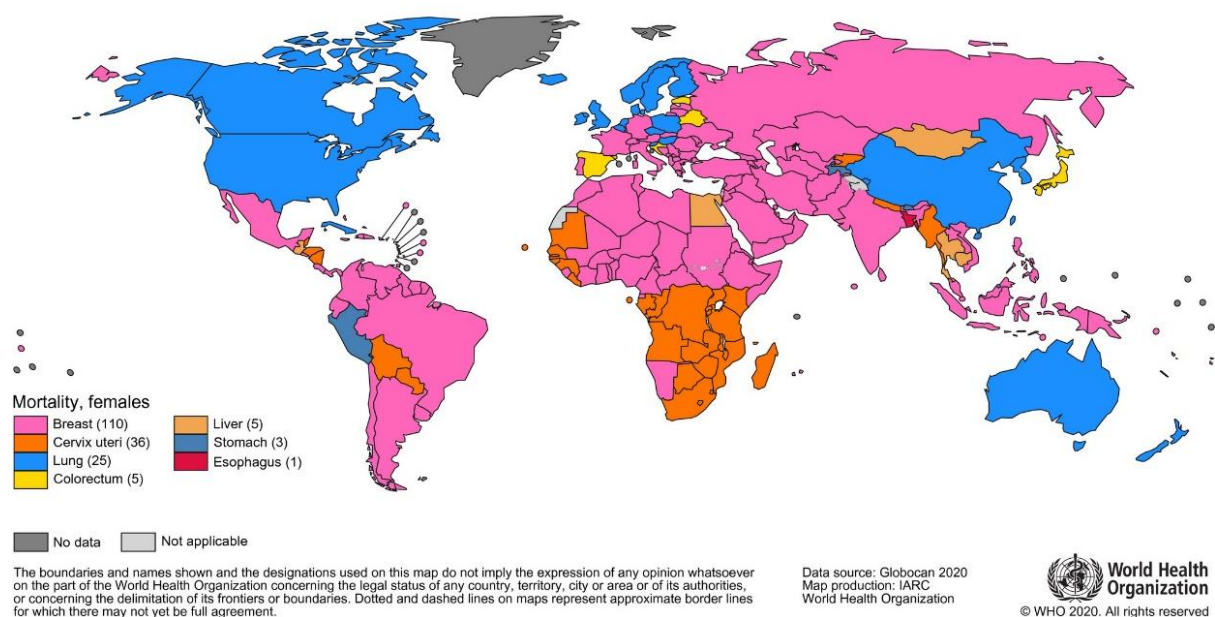 Mortality, females
Breast (110)
Cervix uteri (36)
Lung (25)
Colorectum (5)
Liver (5)
Stomach (3)
Esophagus (1)
No data
Not applicable
The boundaries and names shown and the designations used on this map do not imply the expression of any opinion whatsoever
on the part of the World Health Organization concerning the legal status of any country, territory, city or area or of its authorities,
or concerning the delimitation of its frontiers or boundaries. Dotted and dashed lines on maps represent approximate border lines
for which there may not yet be full agreement.
Data source: Globocan 2020
Map production: IARC
World Health Organization
World Health
Organization
© WHO 2020. All rights reserved